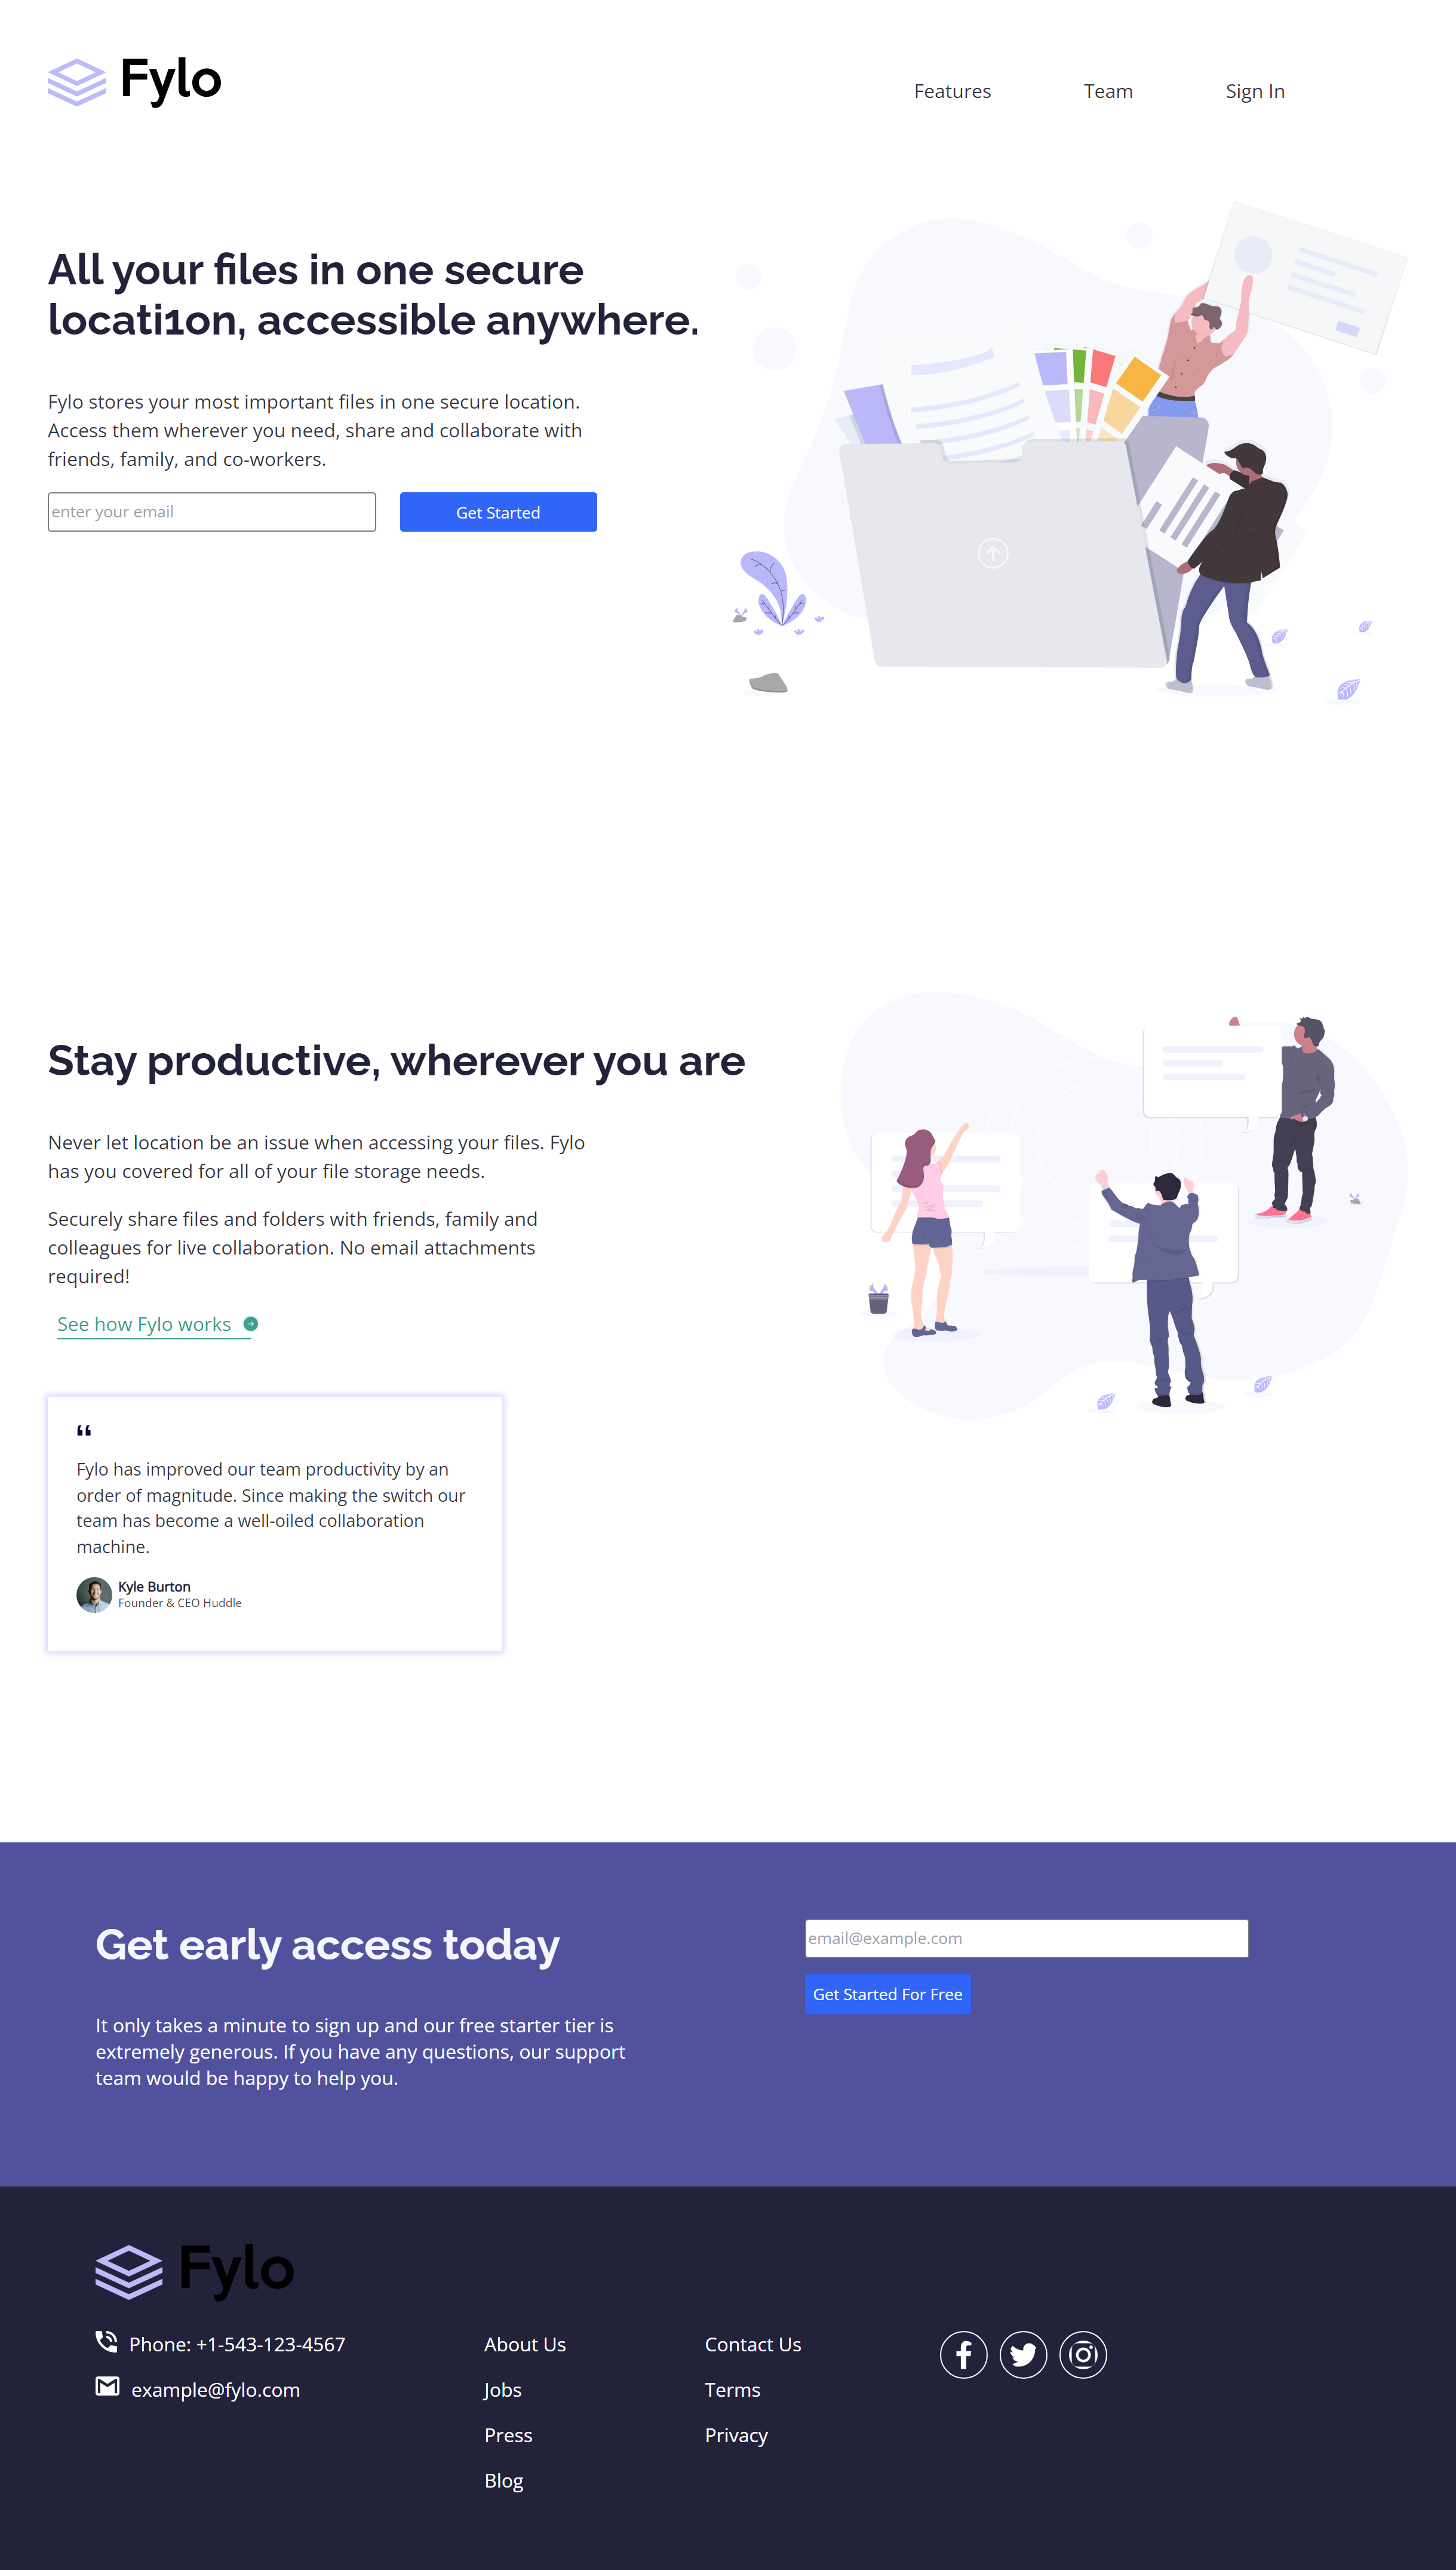 Fylo
Features Team Sign In
All your files in one secure
locati1on, accessible anywhere.
Fylo stores your most important files in one secure location.
Access them wherever you need, share and collaborate with
friends, family, and co-workers.
enter your email Get Started
Stay productive, wherever you are
Never let location be an issue when accessing your files. Fylo
has you covered for all of your file storage needs.
Securely share files and folders with friends, family and
colleagues for live collaboration. No email attachments
required!
See how Fylo works
“
Fylo has improved our team productivity by an
order of magnitude. Since making the switch our
team has become a well-oiled collaboration
machine.
Kyle Burton
Founder & CEO Huddle
Get early access today
It only takes a minute to sign up and our free starter tier is
extremely generous. If you have any questions, our support
team would be happy to help you.
email@example.com
Get Started For Free
Fylo
Phone: +1-543-123-4567
example@fylo.com
About Us
Jobs
Press
Blog
Contact Us
Terms
Privacy